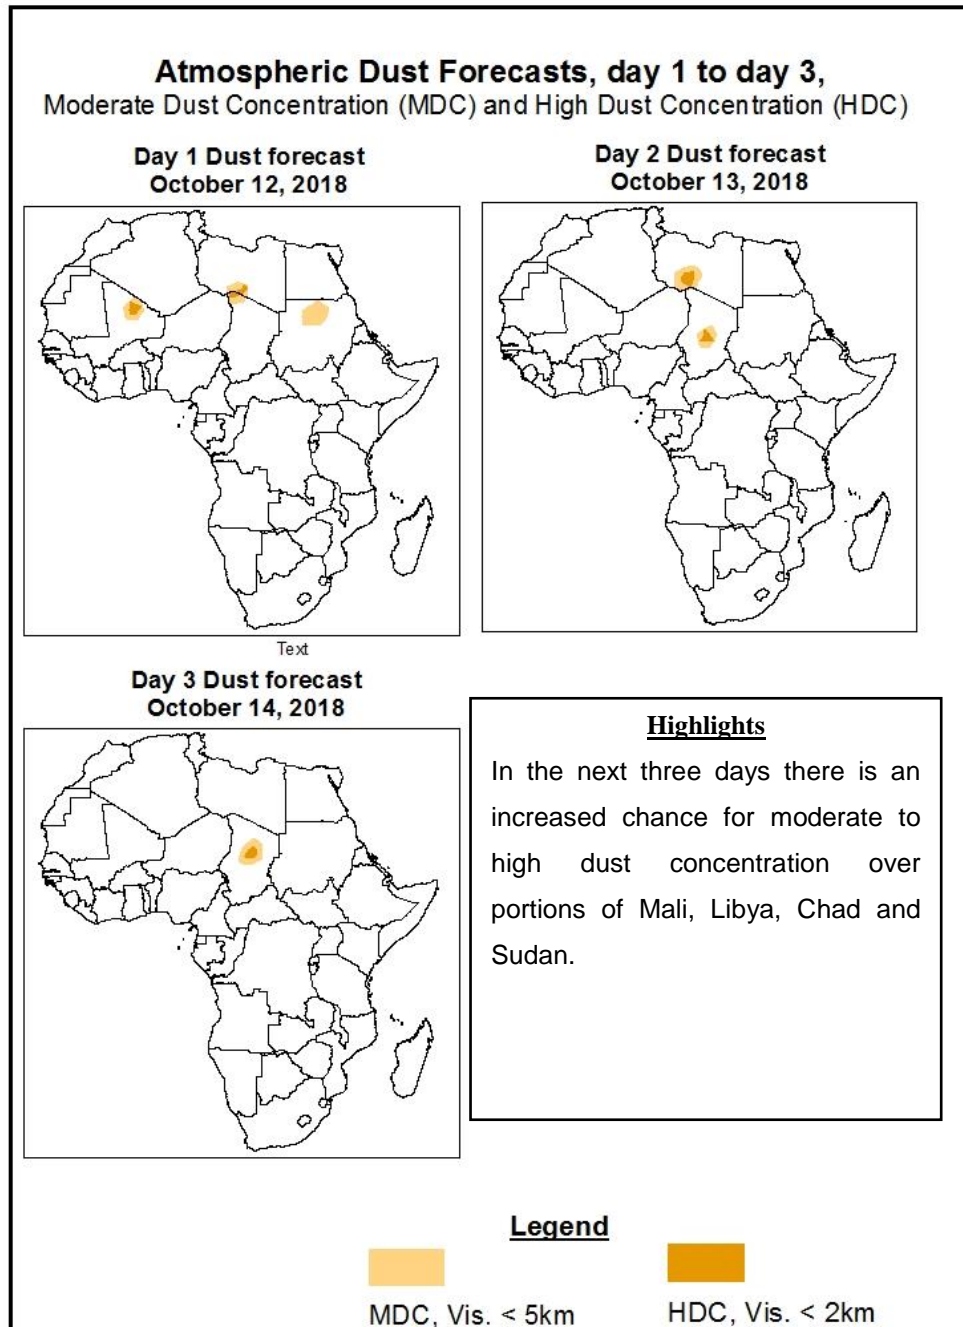 Atmospheric Dust Forecasts, day 1 to day 3,
Moderate Dust Concentration (MDC) and High Dust Concentration (HDC)
Day 1 Dust forecast
October 12, 2018
Day 2 Dust forecast
October 13, 2018
Text
Day 3 Dust forecast
October 14, 2018
Highlights
In the next three days there is an
increased chance for moderate to
high dust concentration over
portions of Mali, Libya, Chad and
Sudan.
Legend
MDC, Vis. < 5km
HDC, Vis. < 2km